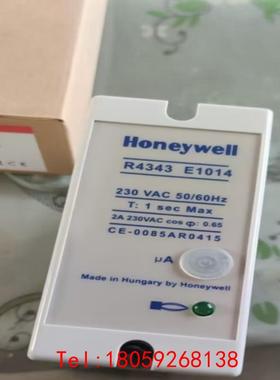 Honeywell
R4343 E1014
230 VAC 50/60Hz
T: 1 sec Max
2A 230VAC cos φ: 0.65
CE-0085AR0415
µA
Made in Hungary by Honeywell
Tel:18059268138